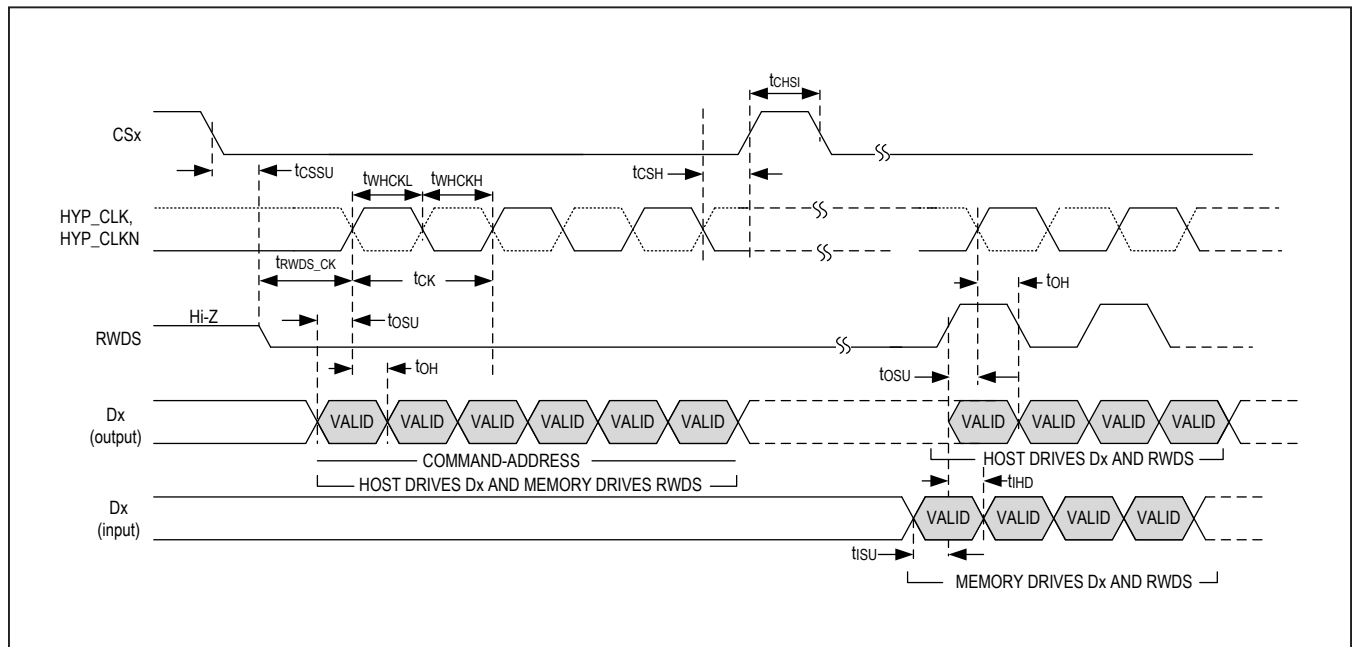 tCHSI
CSx
tCSSU
tWHCKL
tWHCKH
tCSH
HYP_CLK,
HYP_CLKN
tRWDS_CK
tCK
tOH
Hi-Z
tOSU
RWDS
tOH
tOSU
Dx
(output)
VALID VALID VALID VALID VALID VALID
VALID VALID VALID VALID
COMMAND-ADDRESS
HOST DRIVES Dx AND RWDS
HOST DRIVES Dx AND MEMORY DRIVES RWDS
tIHD
Dx
(input)
VALID VALID VALID VALID
tISU
MEMORY DRIVES Dx AND RWDS